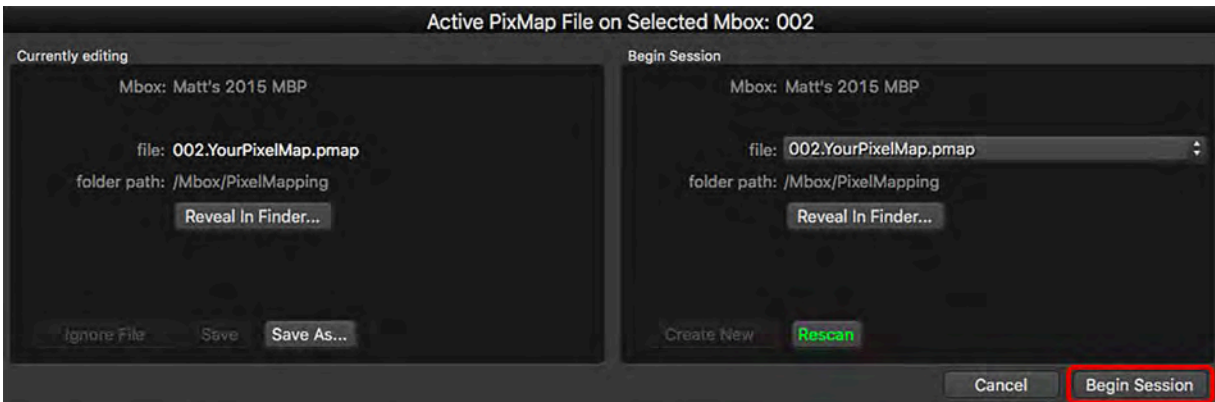 Active PixMap File on Selected Mbox: 002
Currently editing
Mbox: Matt's 2015 MBP
file: 002.YourPixelMap.pmap
folder path: /Mbox/PixelMapping
Reveal In Finder...
Ignore File Save Save As...
Begin Session
Mbox: Matt's 2015 MBP
file: 002.YourPixelMap.pmap
folder path: /Mbox/PixelMapping
Reveal In Finder...
Create New Rescan
Cancel Begin Session